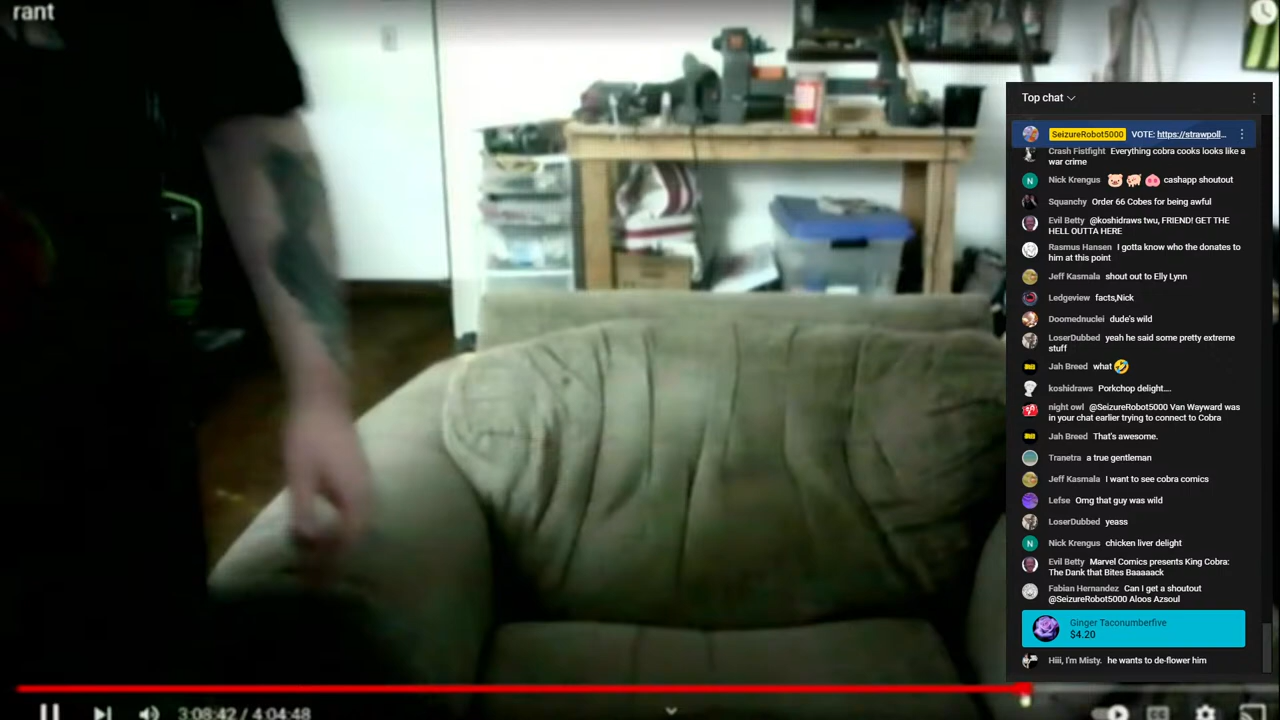 rant
Top chat
SeizureRobot5000 VOTE: https://strawpoll...
Crash Fistfight Everything cobra cooks looks like a
war crime
N Nick Krengus cashapp shoutout
Squanchy Order 66 Cobes for being awful
Evil Betty @koshidraws twu, FRIEND! GET THE
HELL OUTTA HERE
Rasmus Hansen I gotta know who the donates to
him at this point
Jeff Kasmala shout out to Elly Lynn
Ledgeview facts,Nick
Doomednuclei dude's wild
LoserDubbed yeah he said some pretty extreme
stuff
Jah Breed what
koshidraws Porkchop delight....
night owl @SeizureRobot5000 Van Wayward was
in your chat earlier trying to connect to Cobra
Jah Breed That's awesome.
Tranetra a true gentleman
Jeff Kasmala I want to see cobra comics
Lefse Omg that guy was wild
LoserDubbed yeass
N Nick Krengus chicken liver delight
Evil Betty Marvel Comics presents King Cobra:
The Dank that Bites Baaaaack
Fabian Hernandez Can I get a shoutout
@SeizureRobot5000 Aloos Azsoul
Ginger Taconumberfive
$4.20
Hiii, I'm Misty. he wants to de-flower him
3:08:42 / 4:04:48